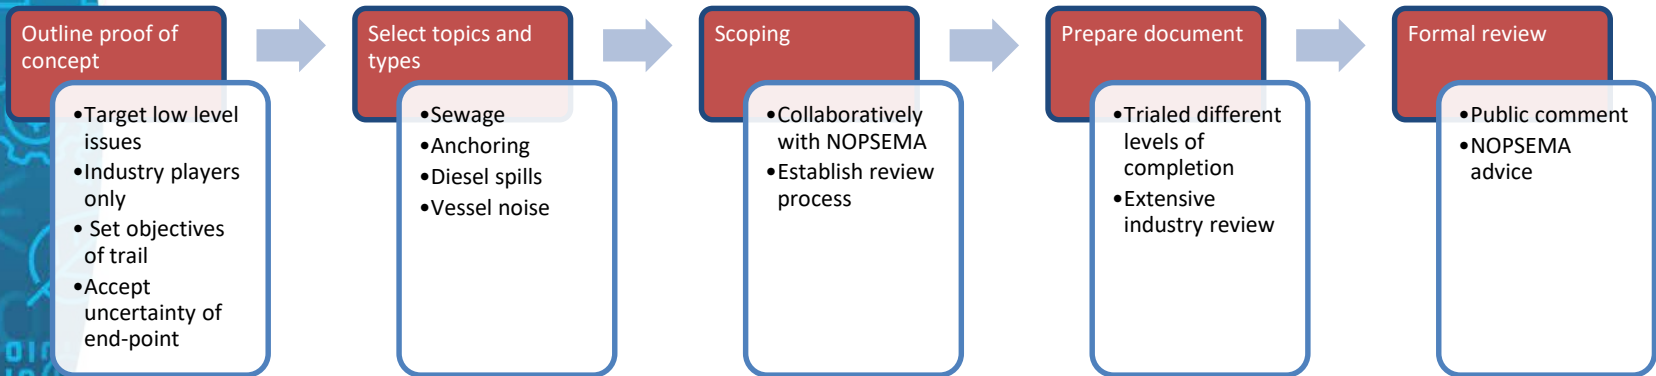 Outline proof of
concept
•Target low level
issues
•Industry players
only
• Set objectives
of trail
•Accept
uncertainty of
end-point
Select topics and
types
•Sewage
•Anchoring
•Diesel spills
•Vessel noise
Scoping
•Collaboratively
with NOPSEMA
•Establish review
process
Prepare document
•Trialed different
levels of
completion
•Extensive
industry review
Formal review
•Public comment
•NOPSEMA
advice